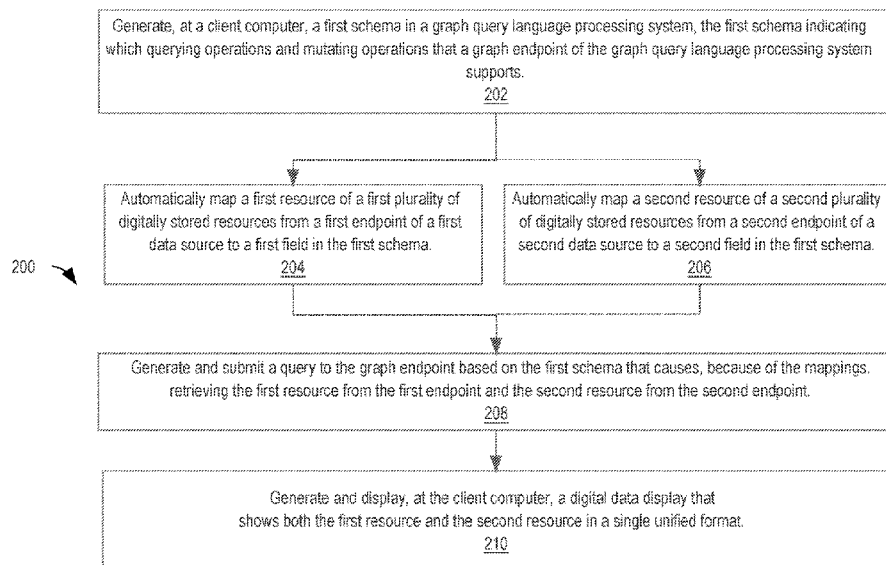 Generate, at a client computer, a first schema in a graph query language processing system, the first schema indicating
which querying operations and mutating operations that a graph endpoint of the graph query language processing system
supports.
202
Automatically map a first resource of a first plurality of
digitally stored resources from a first endpoint of a first
data source to a first field in the first schema.
204
Automatically map a second resource of a second plurality
of digitally stored resources from a second endpoint of a
second data source to a second field in the first schema.
206
200
Generate and submit a query to the graph endpoint based on the first schema that causes, because of the mappings,
retrieving the first resource from the first endpoint and the second resource from the second endpoint.
208
Generate and display, at the client computer, a digital data display that
shows both the first resource and the second resource in a single unified format.
210